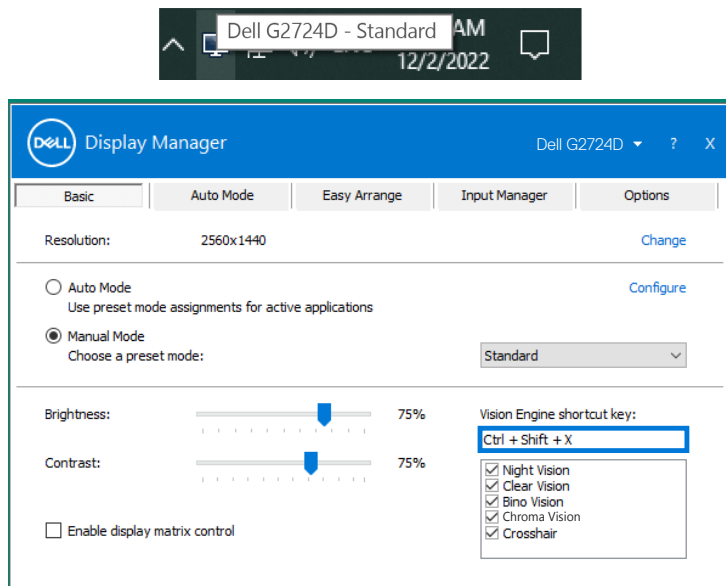 Dell G2724D - Standard
AM
12/2/2022
DELL
Display Manager
Dell G2724D
?
X
Basic
Auto Mode
Easy Arrange
Input Manager
Options
Resolution:
2560x1440
Change
Auto Mode
Configure
Use preset mode assignments for active applications
Manual Mode
Choose a preset mode:
Standard
Brightness:
75%
Vision Engine shortcut key:
Ctrl + Shift + X
Contrast:
75%
Night Vision
Clear Vision
Bino Vision
Chroma Vision
Crosshair
Enable display matrix control